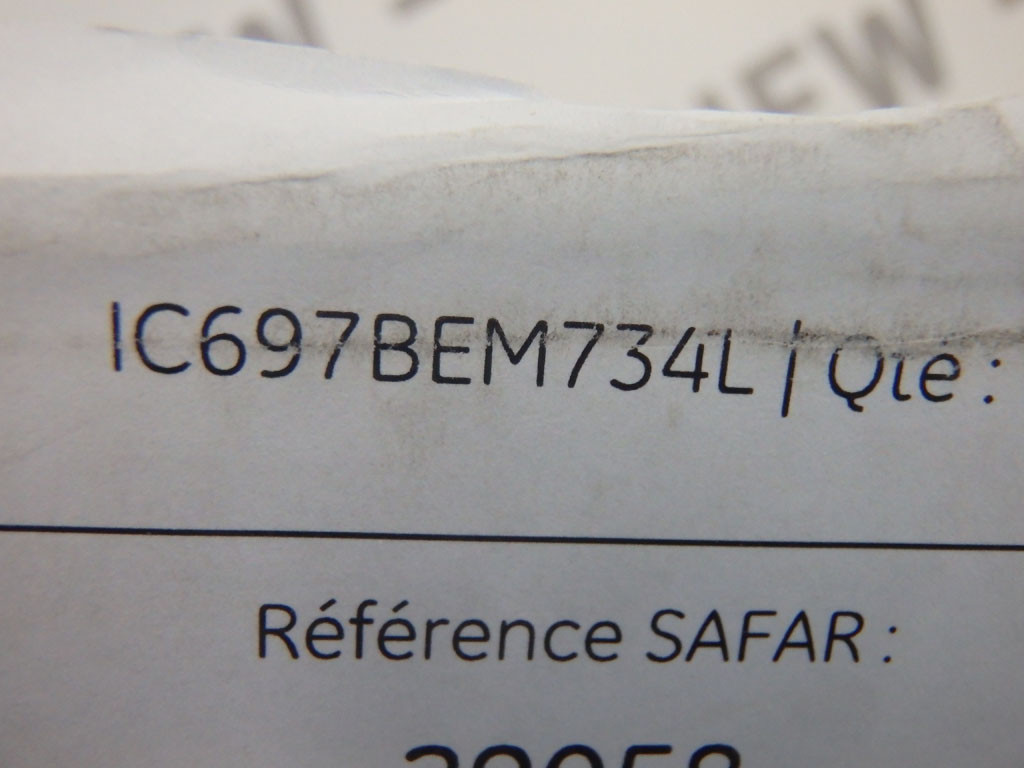 IC697BEM734L | Qté :
Référence SAFAR :